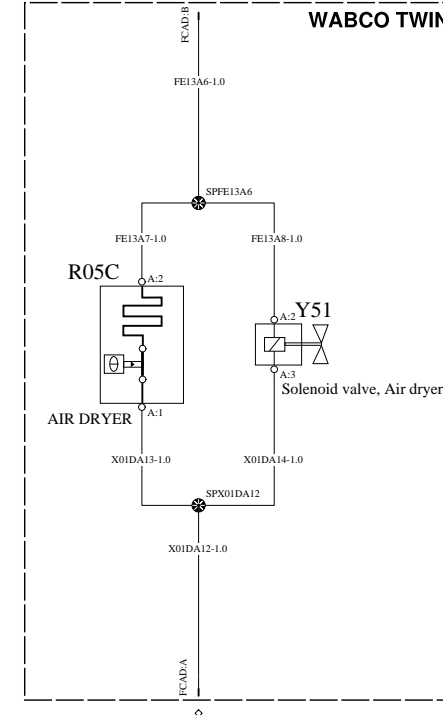 WABCO TWIN
FCAD:B
FE13A6-1.0
SPFE13A6
FE13A7-1.0
FE13A8-1.0
R05C
A:2
A:2
Y51
A:3
Solenoid valve, Air dryer
A:1
AIR DRYER
X01DA13-1.0
X01DA14-1.0
SPX01DA12
X01DA12-1.0
FCAD:A